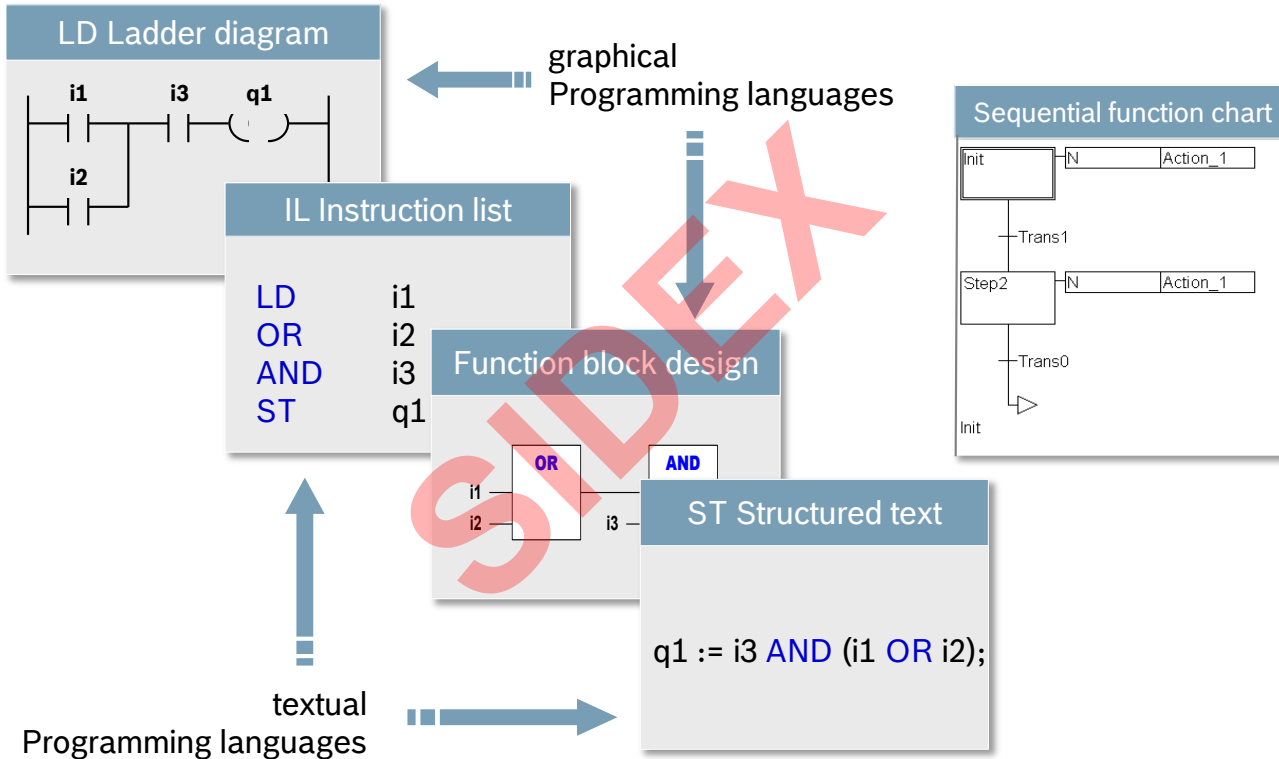 LD Ladder diagram
i1 i3 q1
i2
graphical
Programming languages
Sequential function chart
Init
N Action_1
Trans1
Step2
N Action_1
Trans0
Init
IL Instruction list
LD i1
OR i2
AND i3
ST q1
Function block design
OR AND
i1
i2 i3
ST Structured text
q1 := i3 AND (i1 OR i2);
textual
Programming languages
SIDEX